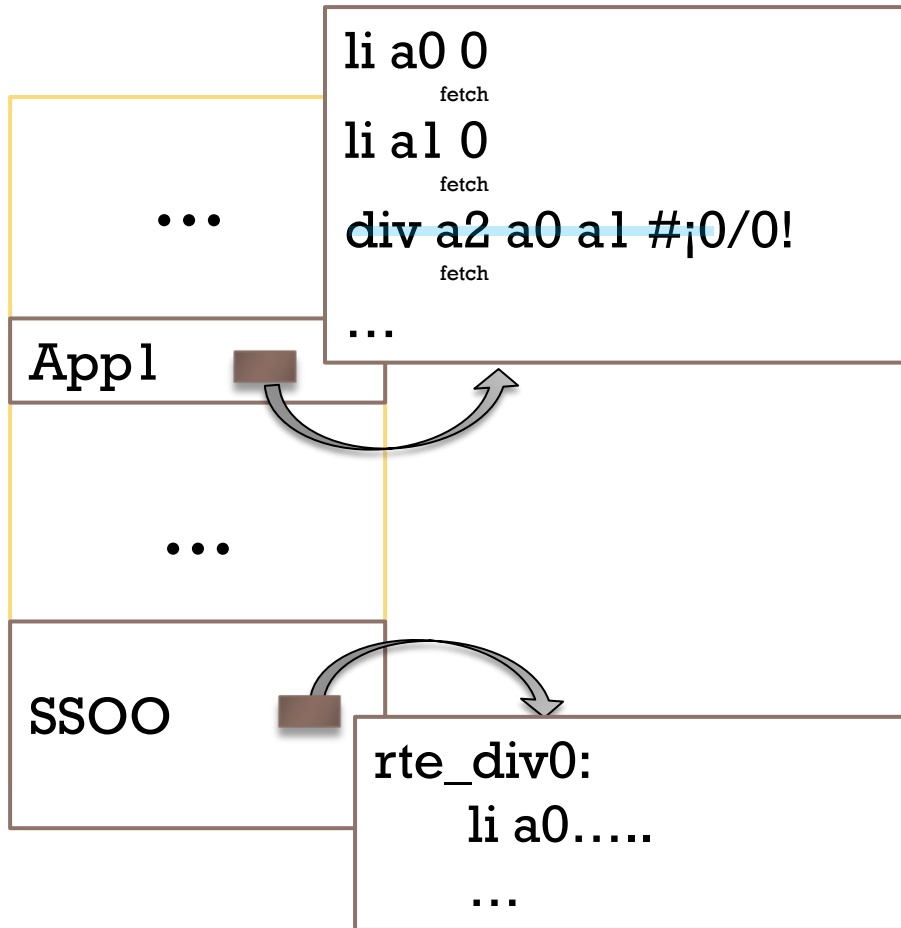 li a0 0
fetch
li a1 0
fetch
div a2 a0 a1 #¡0/0!
fetch
…
…
App1
…
SSOO
rte_div0:
li a0…..
…